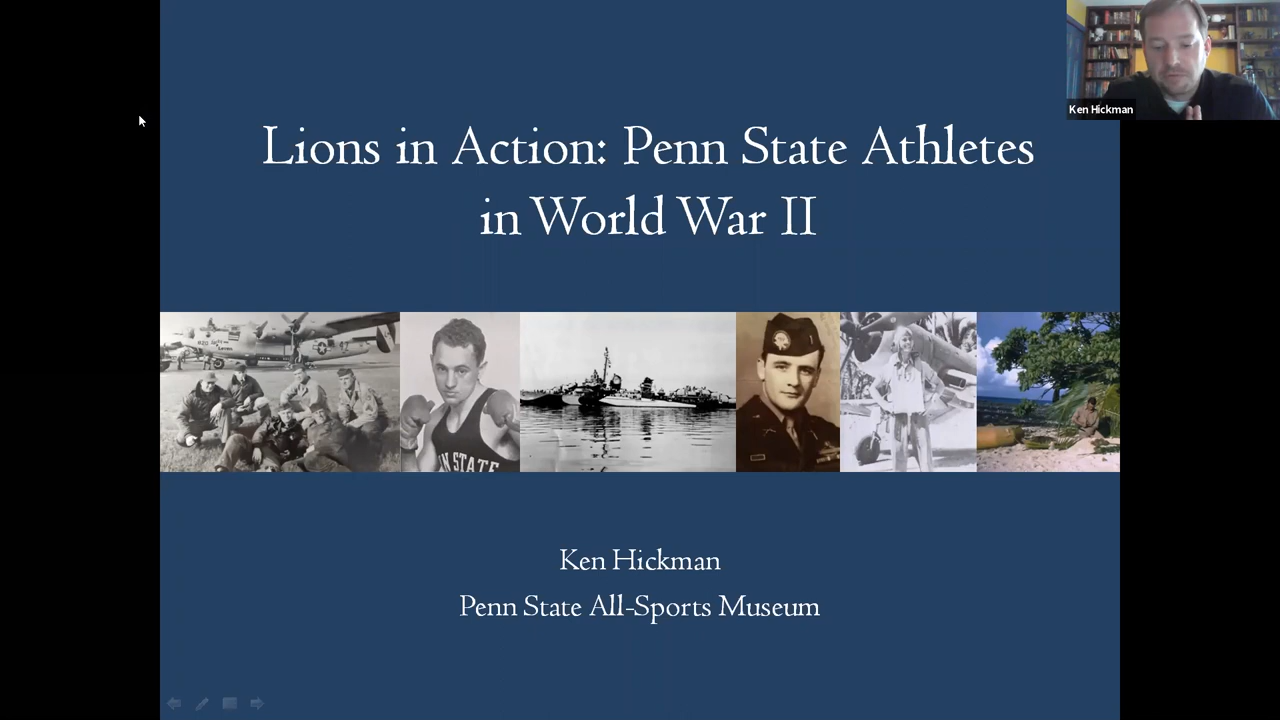 Ken Hickman
Lions in Action: Penn State Athletes
in World War II
N STATE
Ken Hickman
Penn State All-Sports Museum